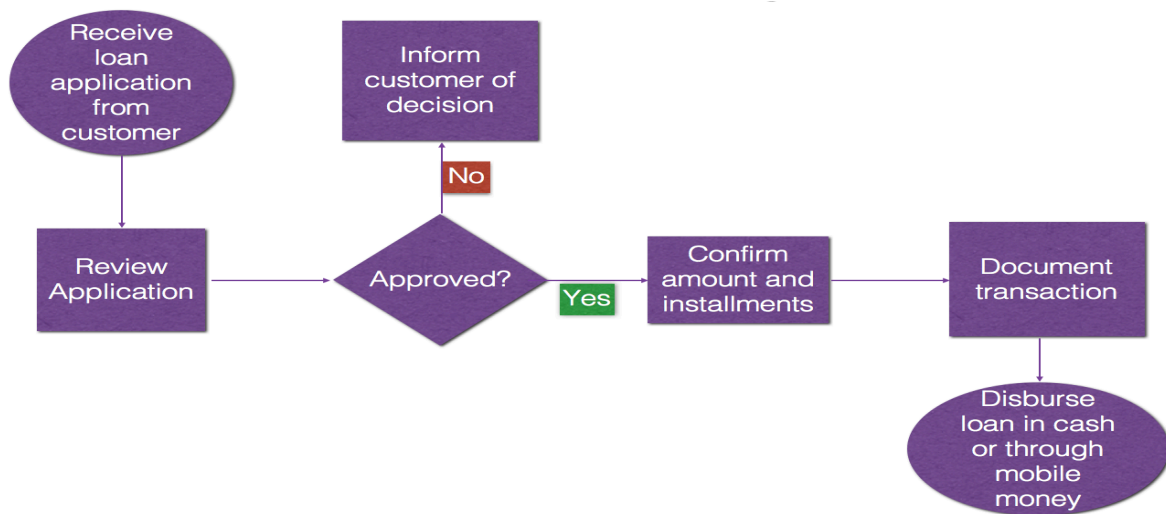 Receive
loan
application
from
customer
Inform
customer of
decision
No
Review
Application
Approved?
Yes
Confirm
amount and
installments
Document
transaction
Disburse
loan in cash
or through
mobile
money